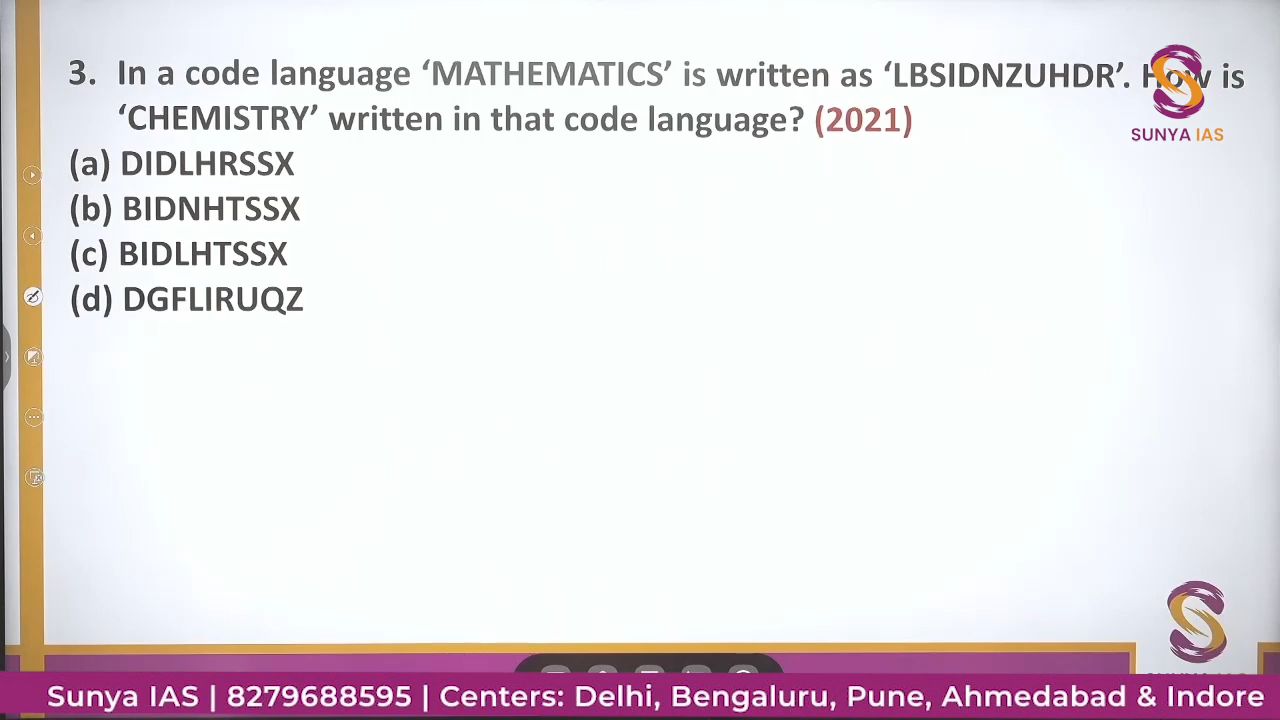 3. In a code language ‘MATHEMATICS’ is written as ‘LBSIDNZUHDR’. How is
‘CHEMISTRY’ written in that code language? (2021)
SUNYA IAS
(a) DIDLHRSSX
(b) BIDNHTSSX
(c) BIDLHTSSX
(d) DGFLIRUQZ
Sunya IAS | 8279688595 | Centers: Delhi, Bengaluru, Pune, Ahmedabad & Indore